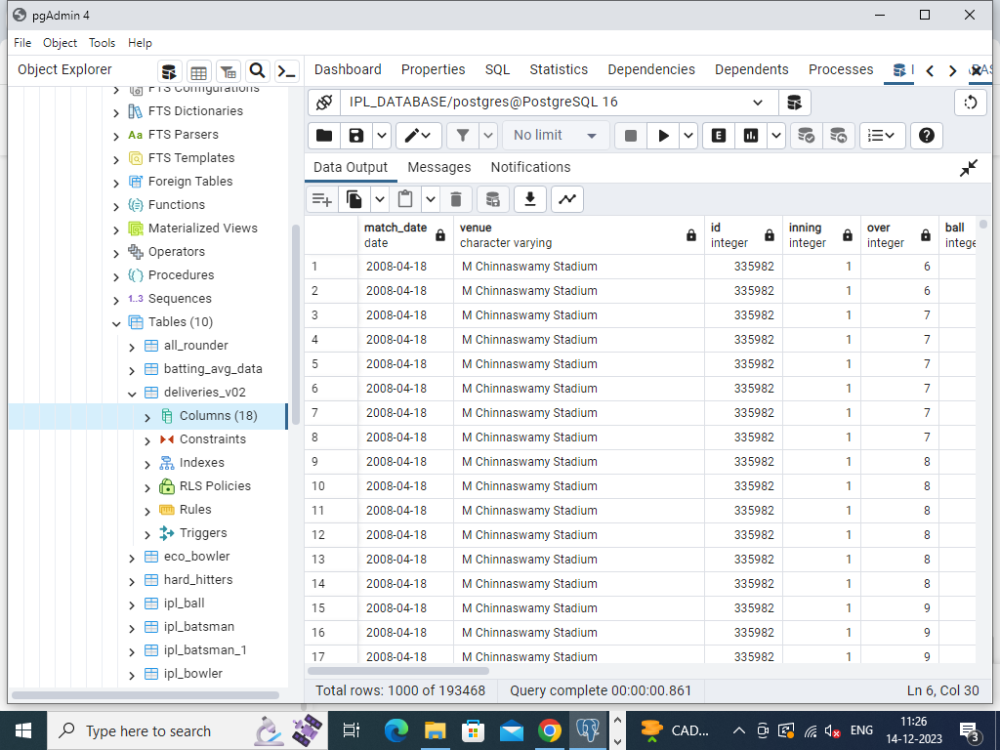 pgAdmin 4
File Object Tools Help
Object Explorer
Dashboard Properties SQL Statistics Dependencies Dependents Processes
FTS Configurations
FTS Dictionaries
Aa FTS Parsers
FTS Templates
Foreign Tables
Functions
Materialized Views
Operators
Procedures
1..3 Sequences
Tables (10)
all_rounder
batting_avg_data
deliveries_v02
Columns (18)
Constraints
Indexes
RLS Policies
Rules
Triggers
eco_bowler
hard_hitters
ipl_ball
ipl_batsman
ipl_batsman_1
ipl_bowler
IPL_DATABASE/postgres@PostgreSQL 16
No limit E
Data Output Messages Notifications
match_date venue id inning over ball
date character varying integer integer integer
1 2008-04-18 M Chinnaswamy Stadium 335982 1 6
2 2008-04-18 M Chinnaswamy Stadium 335982 1 6
3 2008-04-18 M Chinnaswamy Stadium 335982 1 7
4 2008-04-18 M Chinnaswamy Stadium 335982 1 7
5 2008-04-18 M Chinnaswamy Stadium 335982 1 7
6 2008-04-18 M Chinnaswamy Stadium 335982 1 7
7 2008-04-18 M Chinnaswamy Stadium 335982 1 7
8 2008-04-18 M Chinnaswamy Stadium 335982 1 7
9 2008-04-18 M Chinnaswamy Stadium 335982 1 8
10 2008-04-18 M Chinnaswamy Stadium 335982 1 8
11 2008-04-18 M Chinnaswamy Stadium 335982 1 8
12 2008-04-18 M Chinnaswamy Stadium 335982 1 8
13 2008-04-18 M Chinnaswamy Stadium 335982 1 8
14 2008-04-18 M Chinnaswamy Stadium 335982 1 8
15 2008-04-18 M Chinnaswamy Stadium 335982 1 9
16 2008-04-18 M Chinnaswamy Stadium 335982 1 9
17 2008-04-18 M Chinnaswamy Stadium 335982 1 9
Total rows: 1000 of 193468 Query complete 00:00:00.861 Ln 6, Col 30
Type here to search
CAD...
ENG
11:26
14-12-2023
3